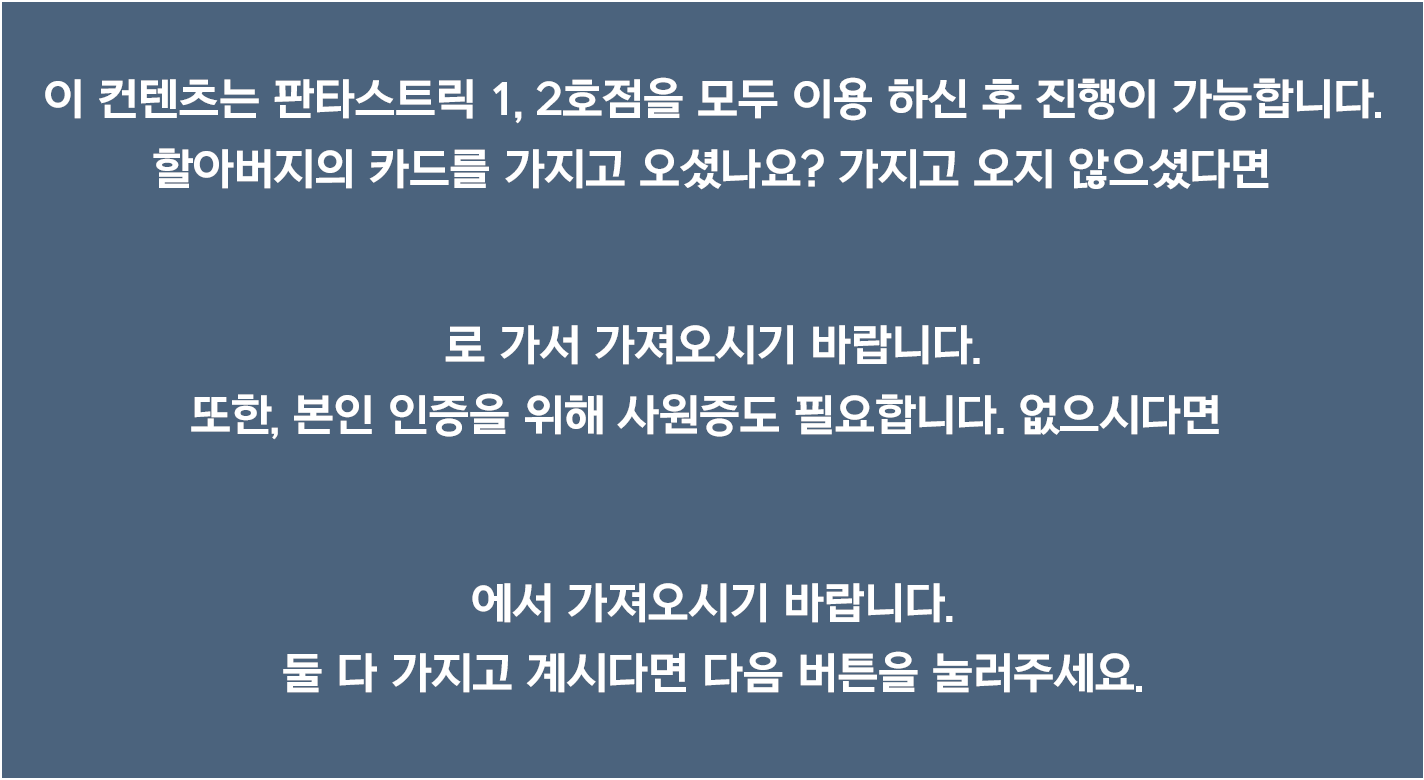 이 컨텐츠는 판타스트릭 1, 2호점을 모두 이용 하신 후 진행이 가능합니다.
할아버지의 카드를 가지고 오셨나요? 가지고 오지 않으셨다면
로 가서 가져오시기 바랍니다.
또한, 본인 인증을 위해 사원증도 필요합니다. 없으시다면
에서 가져오시기 바랍니다.
둘 다 가지고 계시다면 다음 버튼을 눌러주세요.